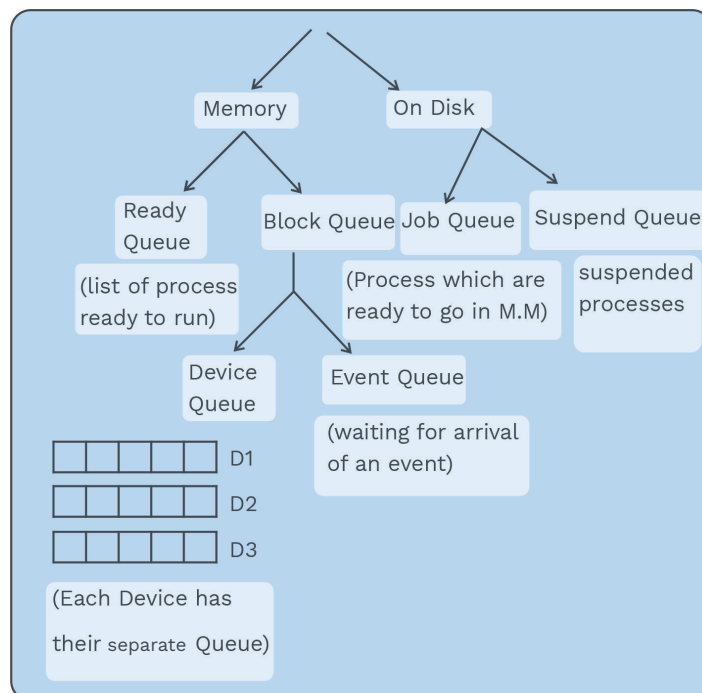 Memory
On Disk
Ready
Queue
Block Queue
Job Queue
Suspend Queue
(list of process
ready to run)
(Process which are
ready to go in M.M)
suspended
processes
Device
Queue
Event Queue
(waiting for arrival
of an event)
D1
D2
D3
(Each Device has
their separate Queue)